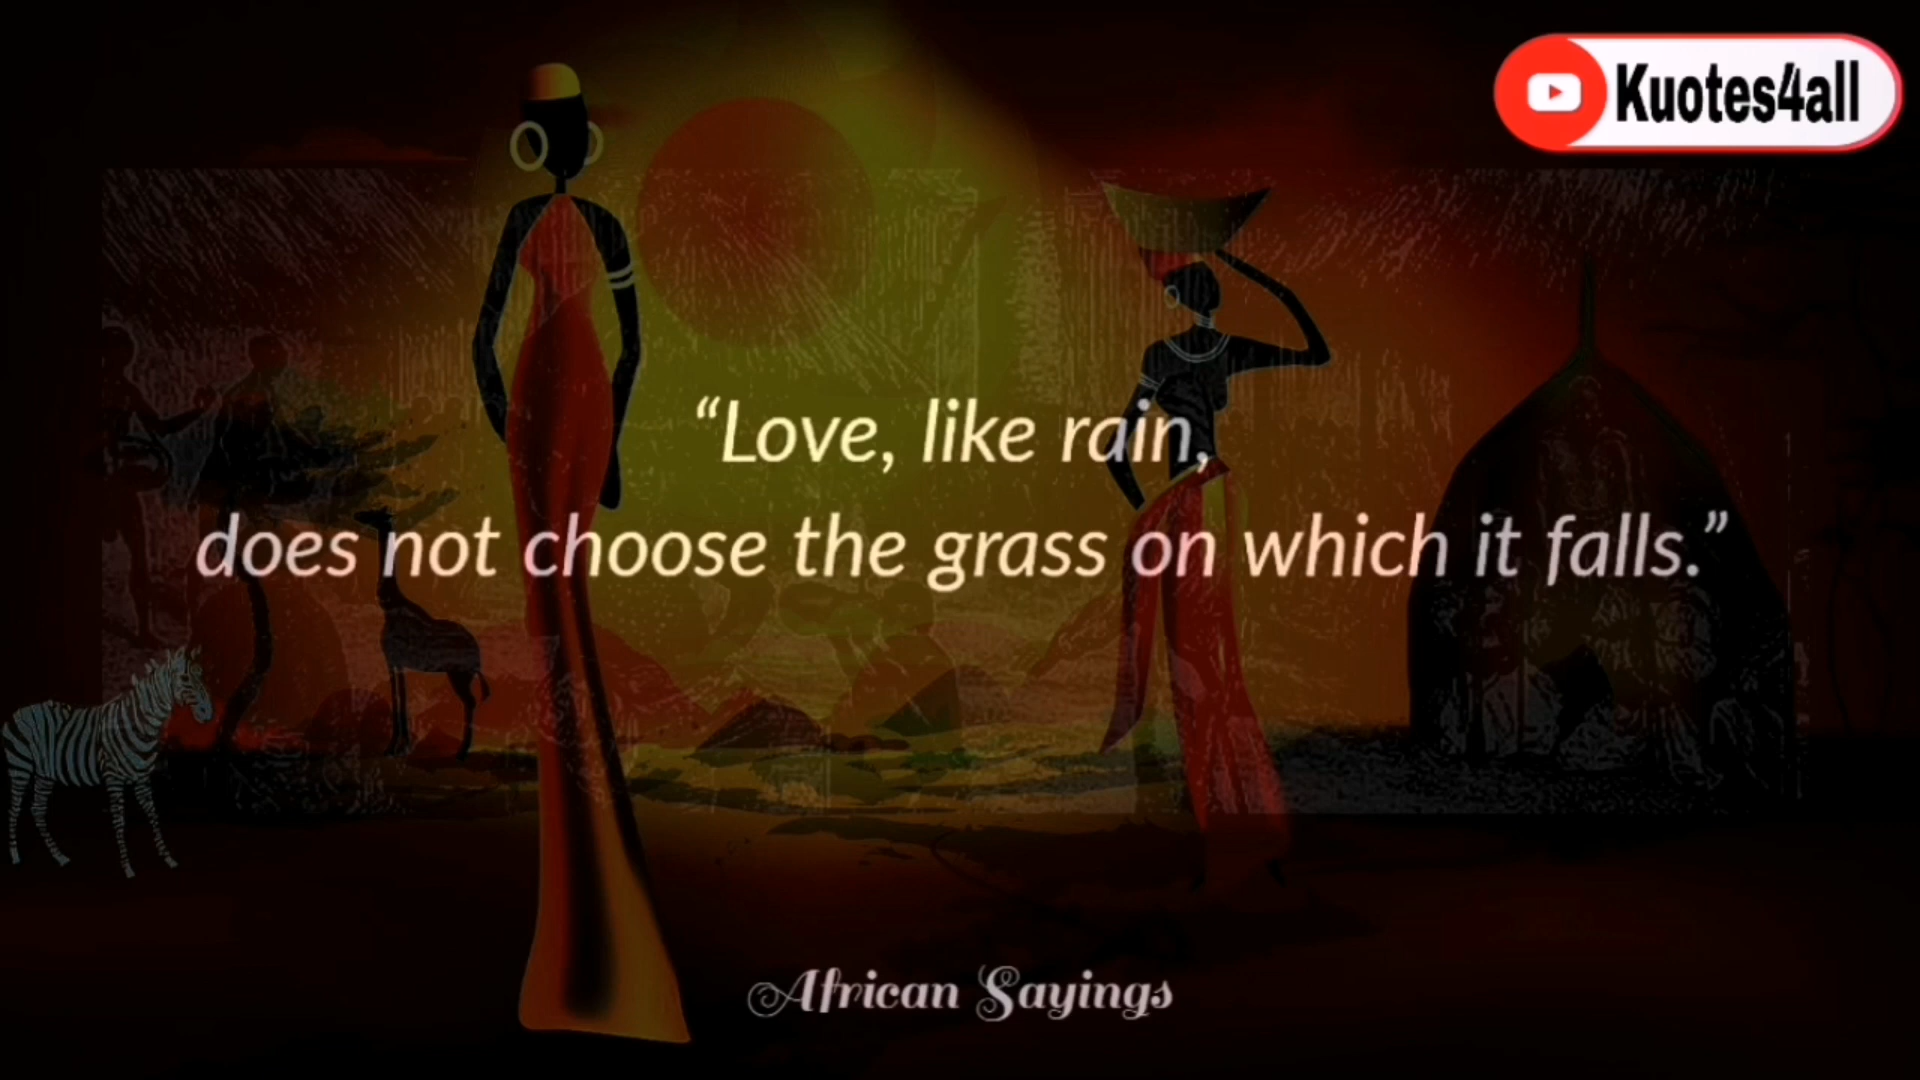 Kuotes4all
“Love, like rain,
does not choose the grass on which it falls.”
African Sayings